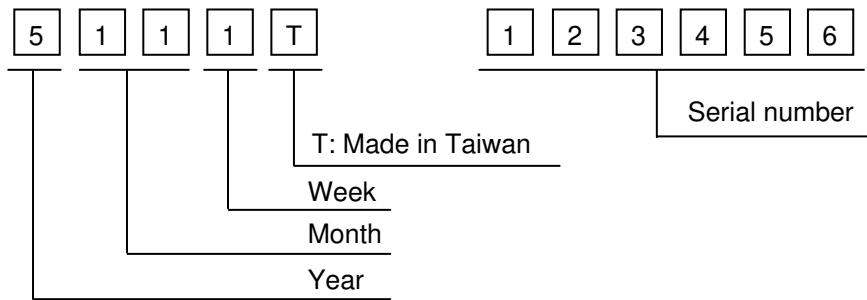 5 1 1 1 T 1 2 3 4 5 6
Serial number
T: Made in Taiwan
Week
Month
Year